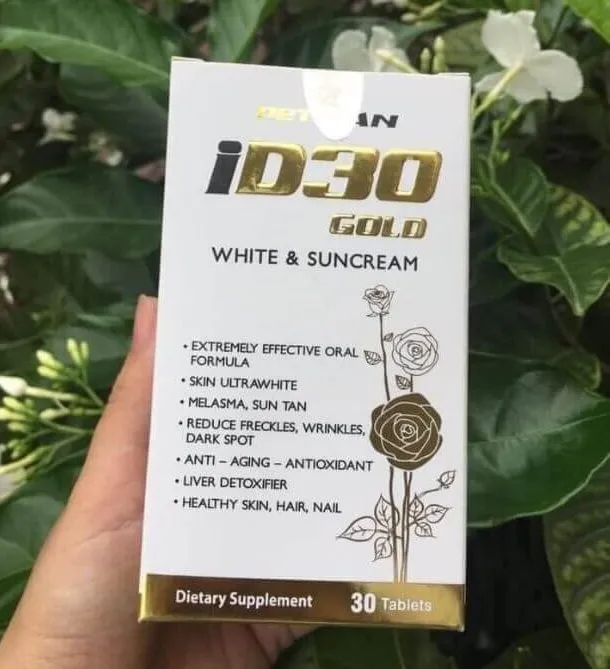 iD30
GOLD
WHITE & SUNCREAM
• EXTREMELY EFFECTIVE ORAL
FORMULA
• SKIN ULTRAWHITE
• MELASMA, SUN TAN
• REDUCE FRECKLES, WRINKLES,
DARK SPOT
• ANTI – AGING – ANTIOXIDANT
• LIVER DETOXIFIER
• HEALTHY SKIN, HAIR, NAIL
Dietary Supplement 30 Tablets